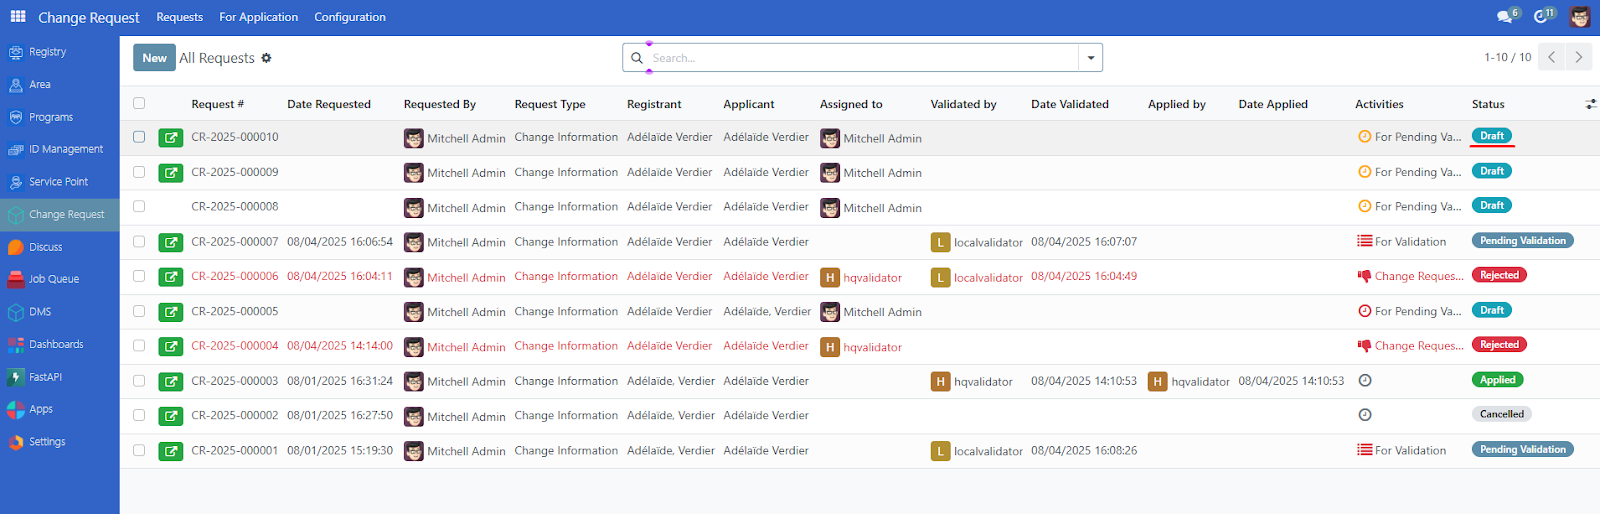 Change Request Requests For Application Configuration 6 11
Registry
Area
Programs
ID Management
Service Point
Change Request
Discuss
Job Queue
DMS
Dashboards
FastAPI
Apps
Settings
New All Requests Search... 1-10 / 10
Request # Date Requested Requested By Request Type Registrant Applicant Assigned to Validated by Date Validated Applied by Date Applied Activities Status
CR-2025-000010 Mitchell Admin Change Information Adélaïde Verdier Adélaïde Verdier Mitchell Admin For Pending Va... Draft
CR-2025-000009 Mitchell Admin Change Information Adélaïde Verdier Adélaïde Verdier Mitchell Admin For Pending Va... Draft
CR-2025-000008 Mitchell Admin Change Information Adélaïde Verdier Adélaïde Verdier Mitchell Admin For Pending Va... Draft
CR-2025-000007 08/04/2025 16:06:54 Mitchell Admin Change Information Adélaïde Verdier Adélaïde Verdier L localvalidator 08/04/2025 16:07:07 For Validation Pending Validation
CR-2025-000006 08/04/2025 16:04:11 Mitchell Admin Change Information Adélaïde Verdier Adélaïde Verdier H hqvalidator L localvalidator 08/04/2025 16:04:49 Change Reques... Rejected
CR-2025-000005 Mitchell Admin Change Information Adélaïde Verdier Adélaïde, Verdier Mitchell Admin For Pending Va... Draft
CR-2025-000004 08/04/2025 14:14:00 Mitchell Admin Change Information Adélaïde Verdier Adélaïde Verdier H hqvalidator Change Reques... Rejected
CR-2025-000003 08/01/2025 16:31:24 Mitchell Admin Change Information Adélaïde, Verdier Adélaïde Verdier H hqvalidator 08/04/2025 14:10:53 H hqvalidator 08/04/2025 14:10:53 Applied
CR-2025-000002 08/01/2025 16:27:50 Mitchell Admin Change Information Adélaïde, Verdier Adélaïde Verdier Cancelled
CR-2025-000001 08/01/2025 15:19:30 Mitchell Admin Change Information Adélaïde, Verdier Adélaïde Verdier L localvalidator 08/04/2025 16:08:26 For Validation Pending Validation